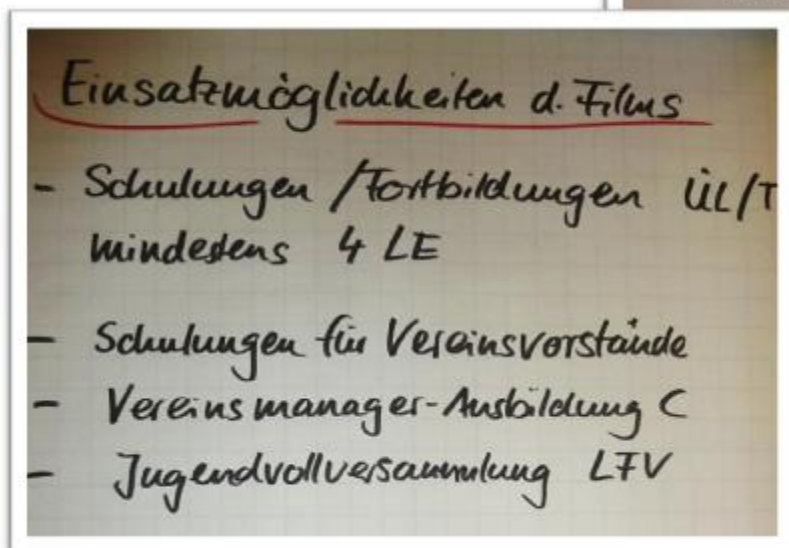 Einsatzmöglichkeiten d. Films
- Schulungen / Fortbildungen ÜL/T
mindestens 4 LE
- Schulungen für Vereinsvorstände
- Vereinsmanager-Ausbildung C
- Jugendvollversammlung LFV